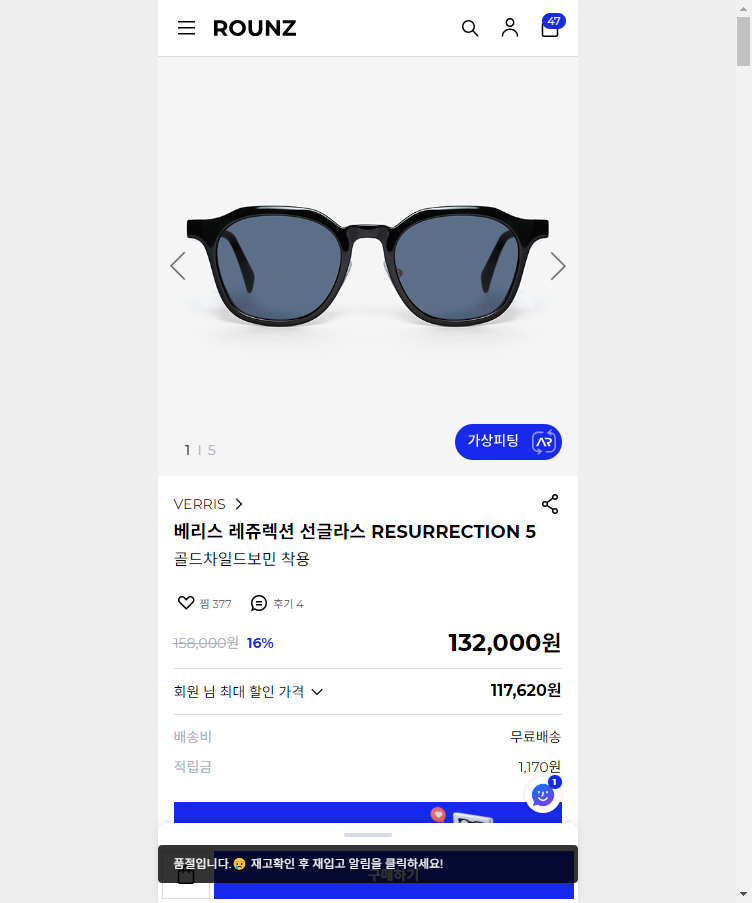 ROUNZ
47
1 | 5
가상피팅 AR
VERRIS
베리스 레쥬렉션 선글라스 RESURRECTION 5
골드차일드보민 착용
찜 377 후기 4
158,000원 16% 132,000원
회원 님 최대 할인 가격 117,620원
배송비 무료배송
적립금 1,170원
1
품절입니다.😥 재고확인 후 재입고 알림을 클릭하세요!
구매하기